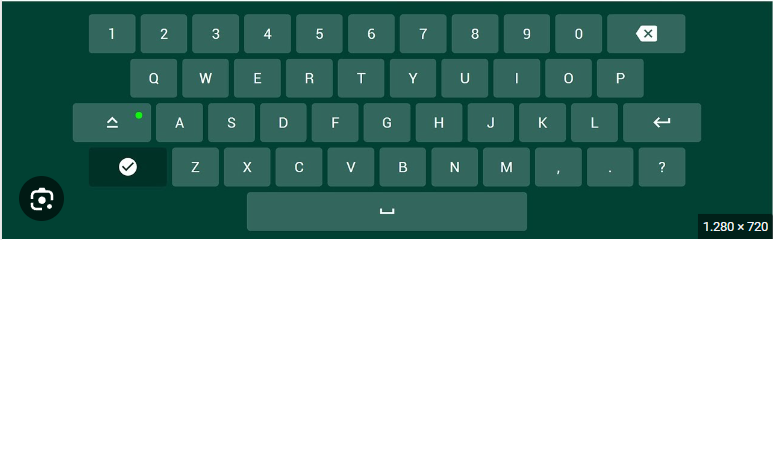 1 2 3 4 5 6 7 8 9 0
Q W E R T Y U I O P
A S D F G H J K L
Z X C V B N M , . ?
1.280 × 720